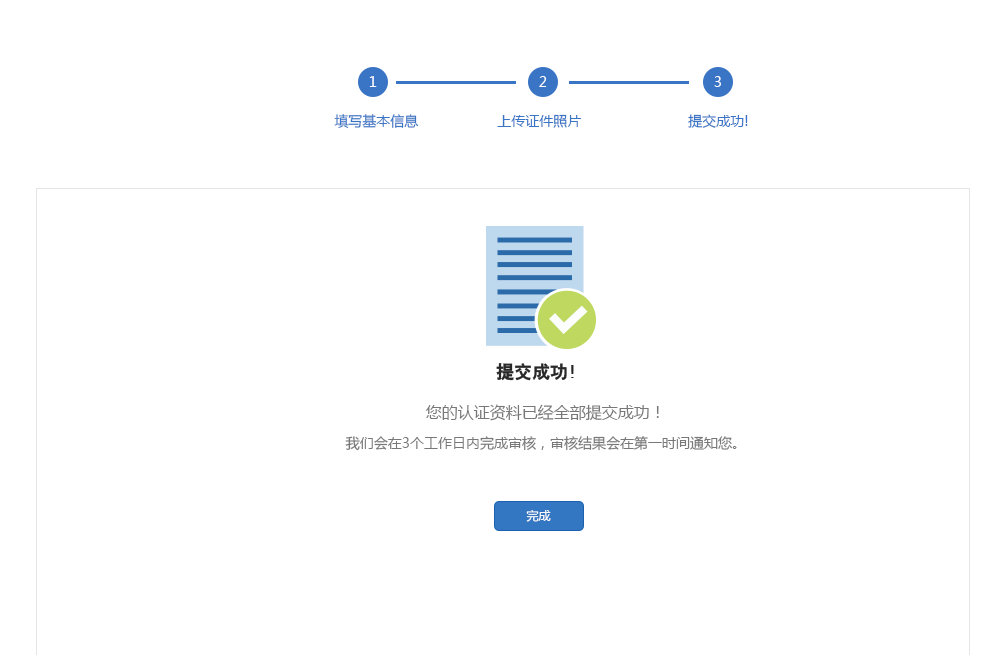 1 2 3
填写基本信息 上传证件照片 提交成功!
提交成功!
您的认证资料已经全部提交成功！
我们会在3个工作日内完成审核，审核结果会在第一时间通知您。
完成